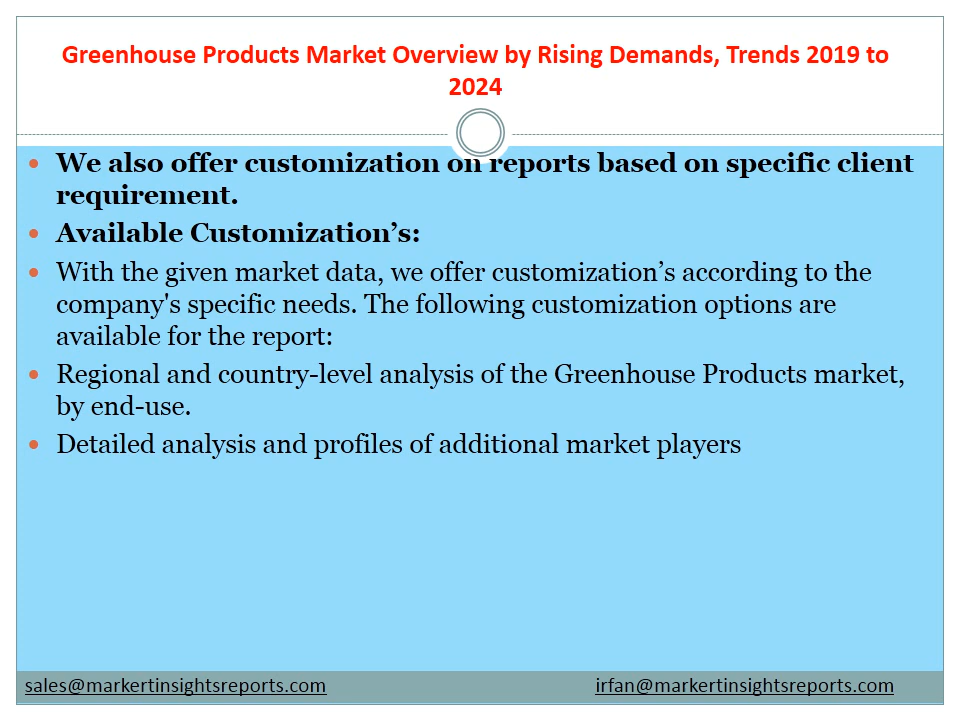 Greenhouse Products Market Overview by Rising Demands, Trends 2019 to
2024
We also offer customization on reports based on specific client
requirement.
Available Customization’s:
With the given market data, we offer customization’s according to the
company's specific needs. The following customization options are
available for the report:
Regional and country-level analysis of the Greenhouse Products market,
by end-use.
Detailed analysis and profiles of additional market players
sales@markertinsightsreports.com irfan@markertinsightsreports.com